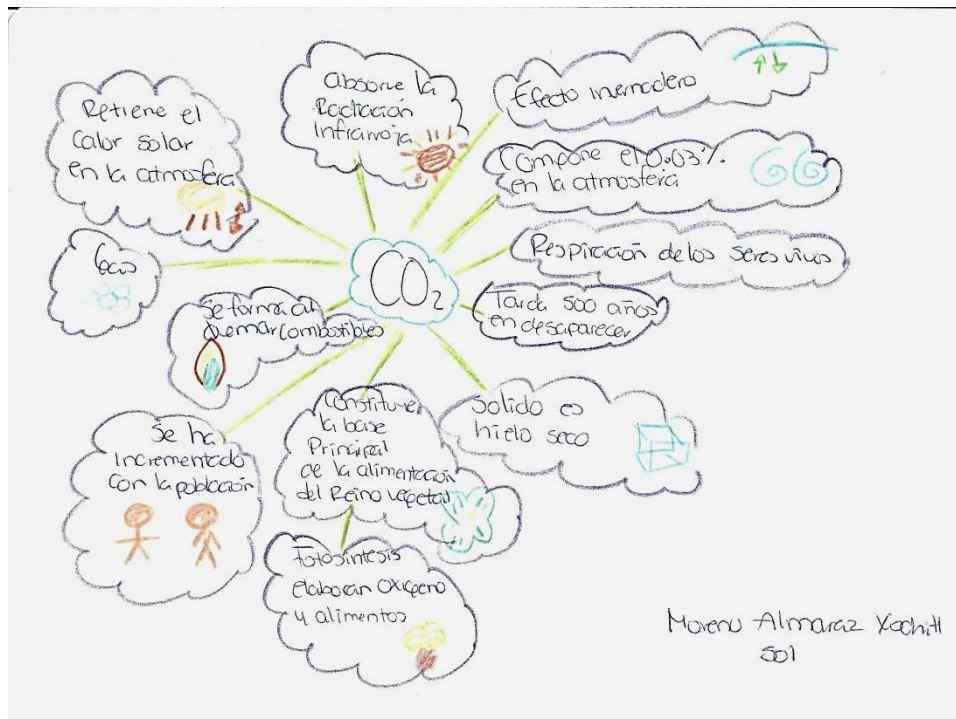 CO₂
Retiene el
Calor solar
en la atmosfera
absorve la
Radiación
Infrarroja
Efecto invernadero
Compone el 0.03%
en la atmosfera
Respiración de los seres vivos
Tarda 500 años
en desaparecer
Solido es
hielo seco
Constituye
la base
Principal
de la alimentación
del Reino vegetal
Fotosintesis
elaboran oxigeno
y alimentos
Se ha
incrementado
con la población
Se forma al
quemar combustibles
Gas
Moreno Almaraz Xochitl
501